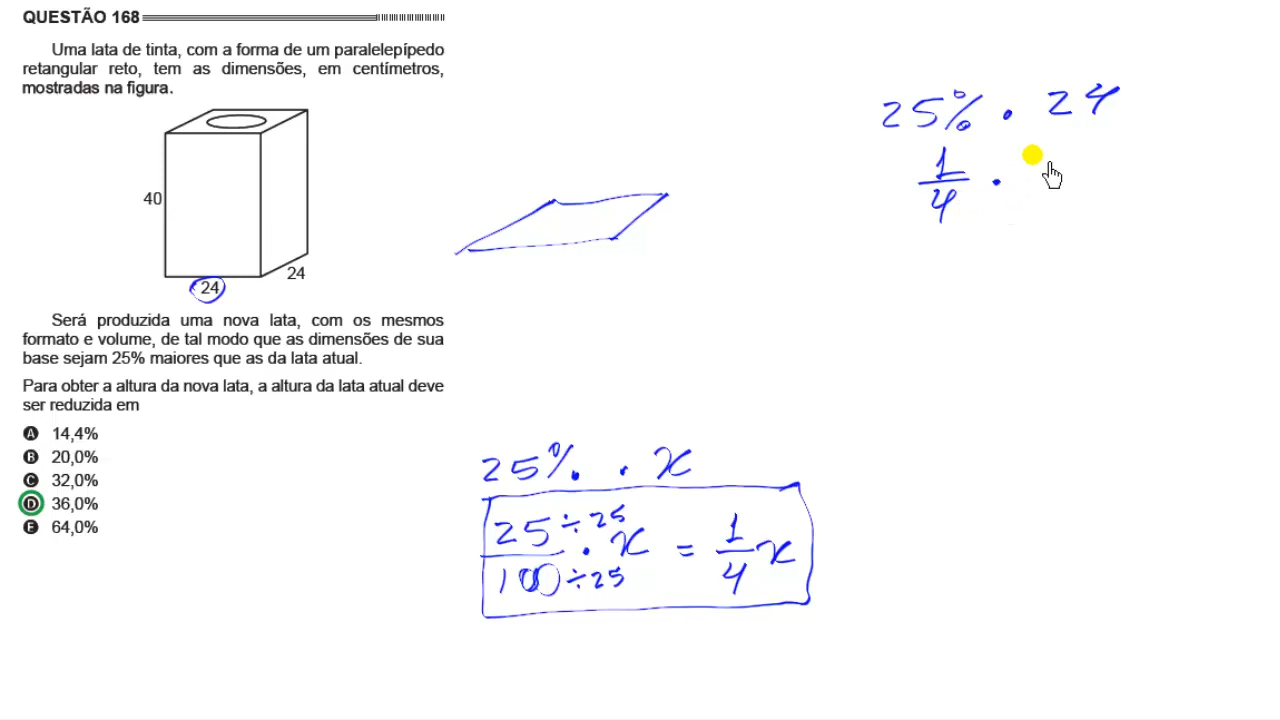 QUESTÃO 168
Uma lata de tinta, com a forma de um paralelepípedo
retangular reto, tem as dimensões, em centímetros,
mostradas na figura.
40
24
24
Será produzida uma nova lata, com os mesmos
formato e volume, de tal modo que as dimensões de sua
base sejam 25% maiores que as da lata atual.
Para obter a altura da nova lata, a altura da lata atual deve
ser reduzida em
A 14,4%
B 20,0%
C 32,0%
D 36,0%
E 64,0%
25% . x
25 ÷ 25
. x = 1/4 x
100 ÷ 25
25% . 24
1/4 .